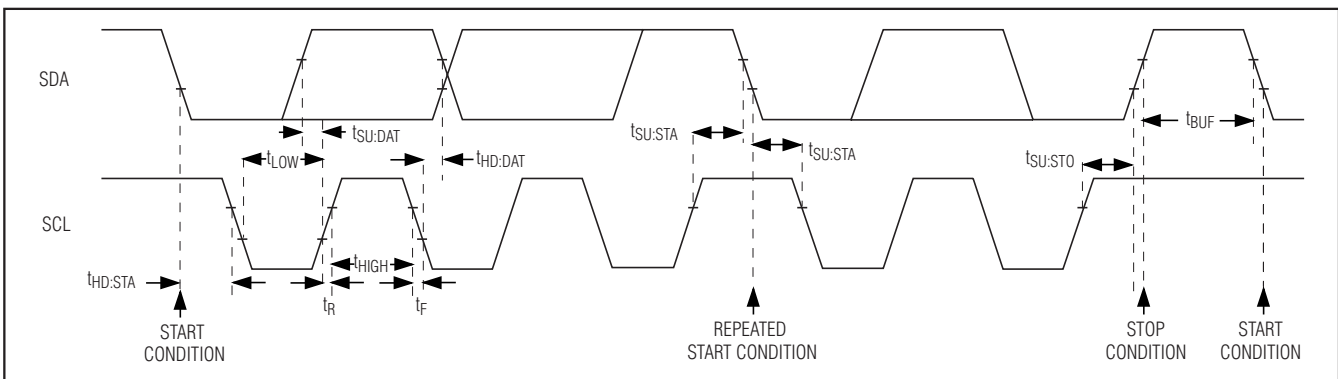 SDA
tSU:DAT
tLOW
tHD:DAT
tSU:STA
tSU:STA
tBUF
tSU:STO
SCL
tHIGH
tHD:STA
tR
tF
START
CONDITION
REPEATED
START CONDITION
STOP
CONDITION
START
CONDITION